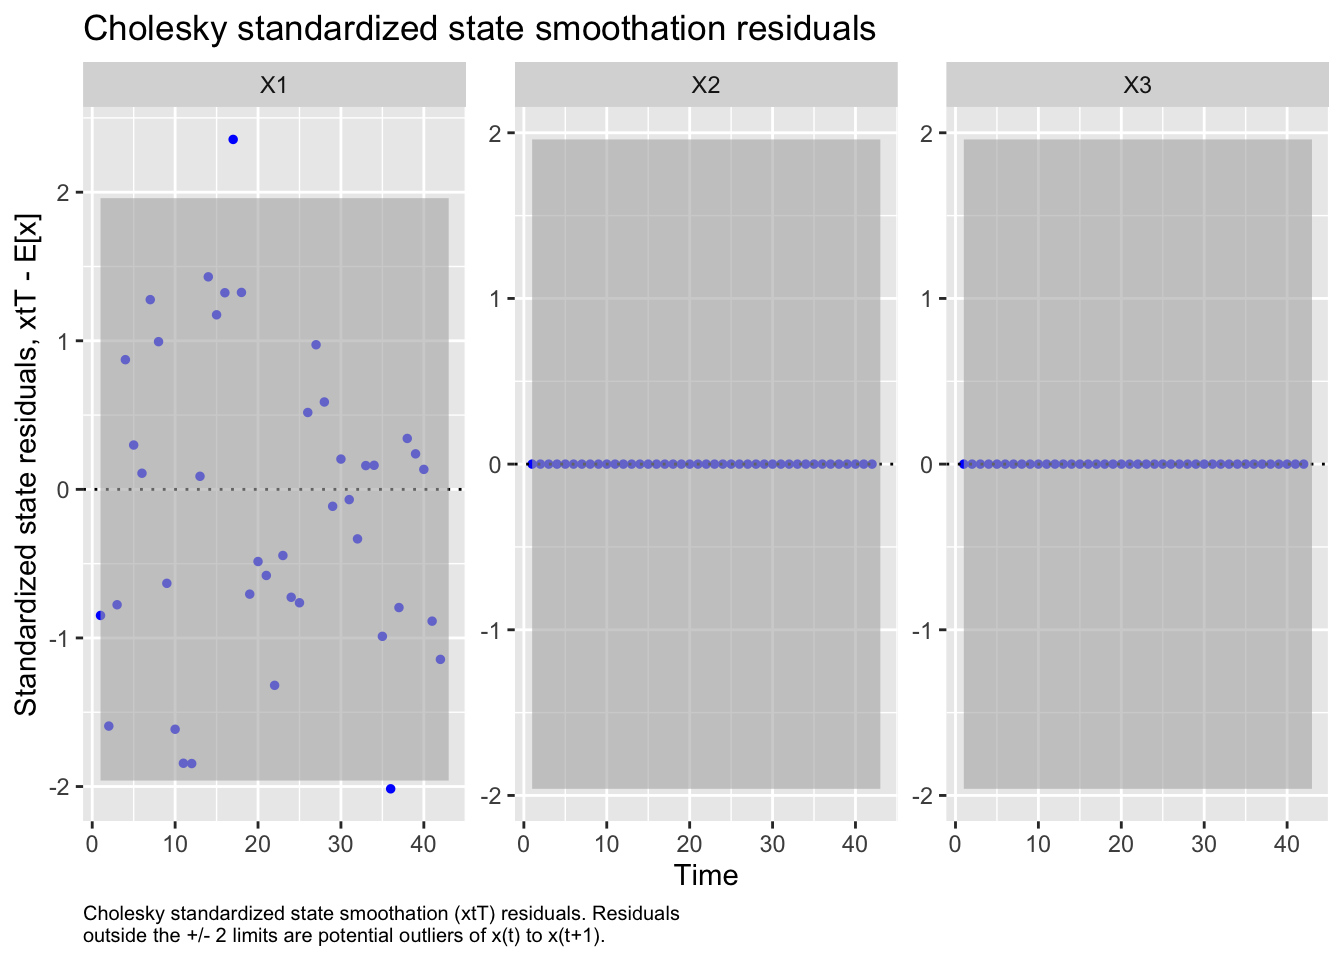 Cholesky standardized state smoothation residuals
X1 X2 X3
Standardized state residuals, xtT - E[x]
2 1 0 -1 -2
2 1 0 -1 -2
2 1 0 -1 -2
0 10 20 30 40 0 10 20 30 40 0 10 20 30 40
Time
Cholesky standardized state smoothation (xtT) residuals. Residuals
outside the +/- 2 limits are potential outliers of x(t) to x(t+1).